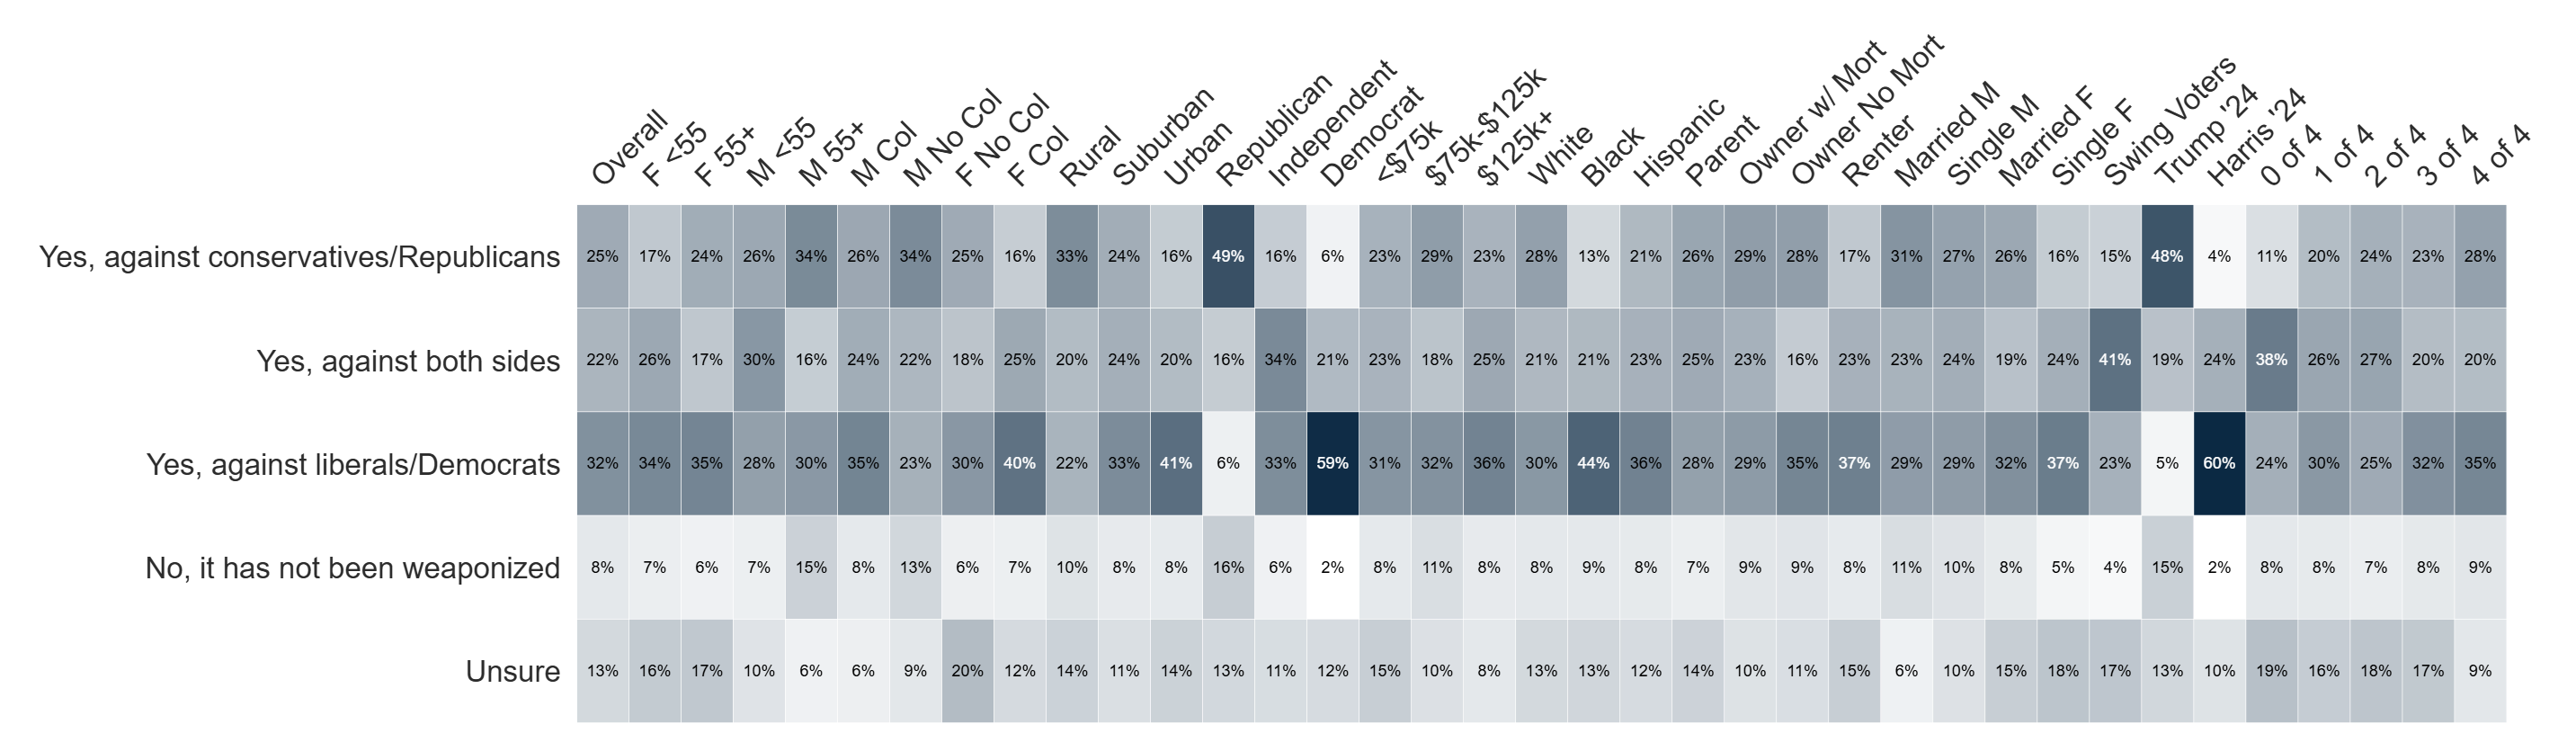 Overall
F <55
F 55+
M <55
M 55+
M Col
M No Col
F No Col
F Col
Rural
Suburban
Urban
Republican
Independent
Democrat
<$75k
$75k-$125k
$125k+
White
Black
Hispanic
Parent
Owner w/ Mort
Owner No Mort
Renter
Married M
Single M
Married F
Single F
Swing Voters
Trump '24
Harris '24
0 of 4
1 of 4
2 of 4
3 of 4
4 of 4
Yes, against conservatives/Republicans 25% 17% 24% 26% 34% 26% 34% 25% 16% 33% 24% 16% 49% 16% 6% 23% 29% 23% 28% 13% 21% 26% 29% 28% 17% 31% 27% 26% 16% 15% 48% 4% 11% 20% 24% 23% 28%
Yes, against both sides 22% 26% 17% 30% 16% 24% 22% 18% 25% 20% 24% 20% 16% 34% 21% 23% 18% 25% 21% 21% 23% 25% 23% 16% 23% 23% 24% 19% 24% 41% 19% 24% 38% 26% 27% 20% 20%
Yes, against liberals/Democrats 32% 34% 35% 28% 30% 35% 23% 30% 40% 22% 33% 41% 6% 33% 59% 31% 32% 36% 30% 44% 36% 28% 29% 35% 37% 29% 29% 32% 37% 23% 5% 60% 24% 30% 25% 32% 35%
No, it has not been weaponized 8% 7% 6% 7% 15% 8% 13% 6% 7% 10% 8% 8% 16% 6% 2% 8% 11% 8% 8% 9% 8% 7% 9% 9% 8% 11% 10% 8% 5% 4% 15% 2% 8% 8% 7% 8% 9%
Unsure 13% 16% 17% 10% 6% 6% 9% 20% 12% 14% 11% 14% 13% 11% 12% 15% 10% 8% 13% 13% 12% 14% 10% 11% 15% 6% 10% 15% 18% 17% 13% 10% 19% 16% 18% 17% 9%